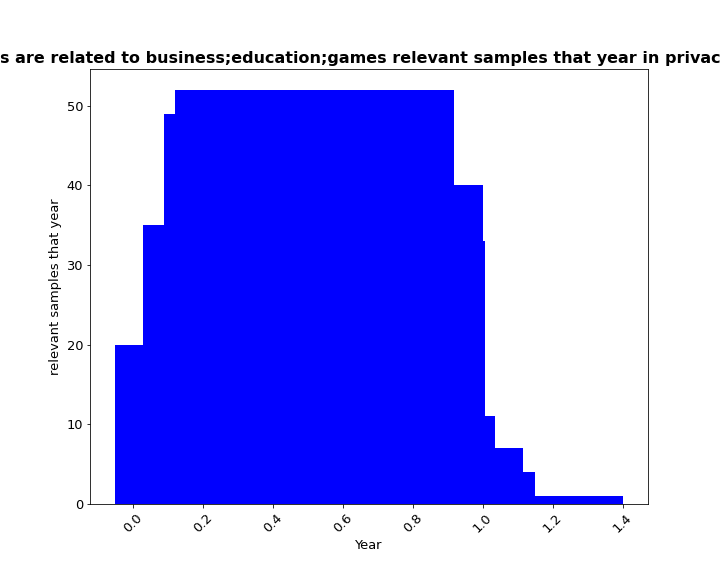 s are related to business;education;games relevant samples that year in privac
relevant samples that year
50
40
30
20
10
0
0.0 0.2 0.4 0.6 0.8 1.0 1.2 1.4
Year